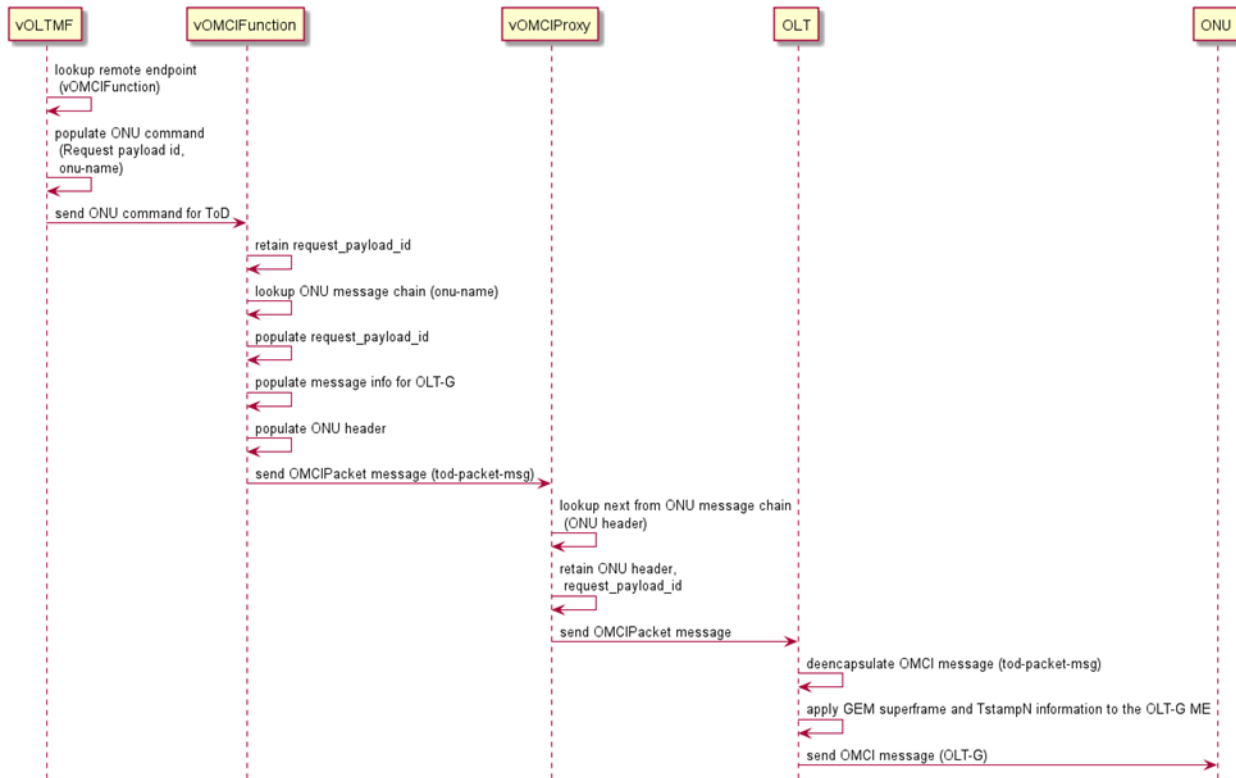 vOLTMF
vOMCIFunction
vOMCIProxy
OLT
ONU
lookup remote endpoint
(vOMCIFunction)
populate ONU command
(Request payload id,
onu-name)
send ONU command for ToD
retain request_payload_id
lookup ONU message chain (onu-name)
populate request_payload_id
populate message info for OLT-G
populate ONU header
send OMCIPacket message (tod-packet-msg)
lookup next from ONU message chain
(ONU header)
retain ONU header,
request_payload_id
send OMCIPacket message
deencapsulate OMCI message (tod-packet-msg)
apply GEM superframe and TstampN information to the OLT-G ME
send OMCI message (OLT-G)